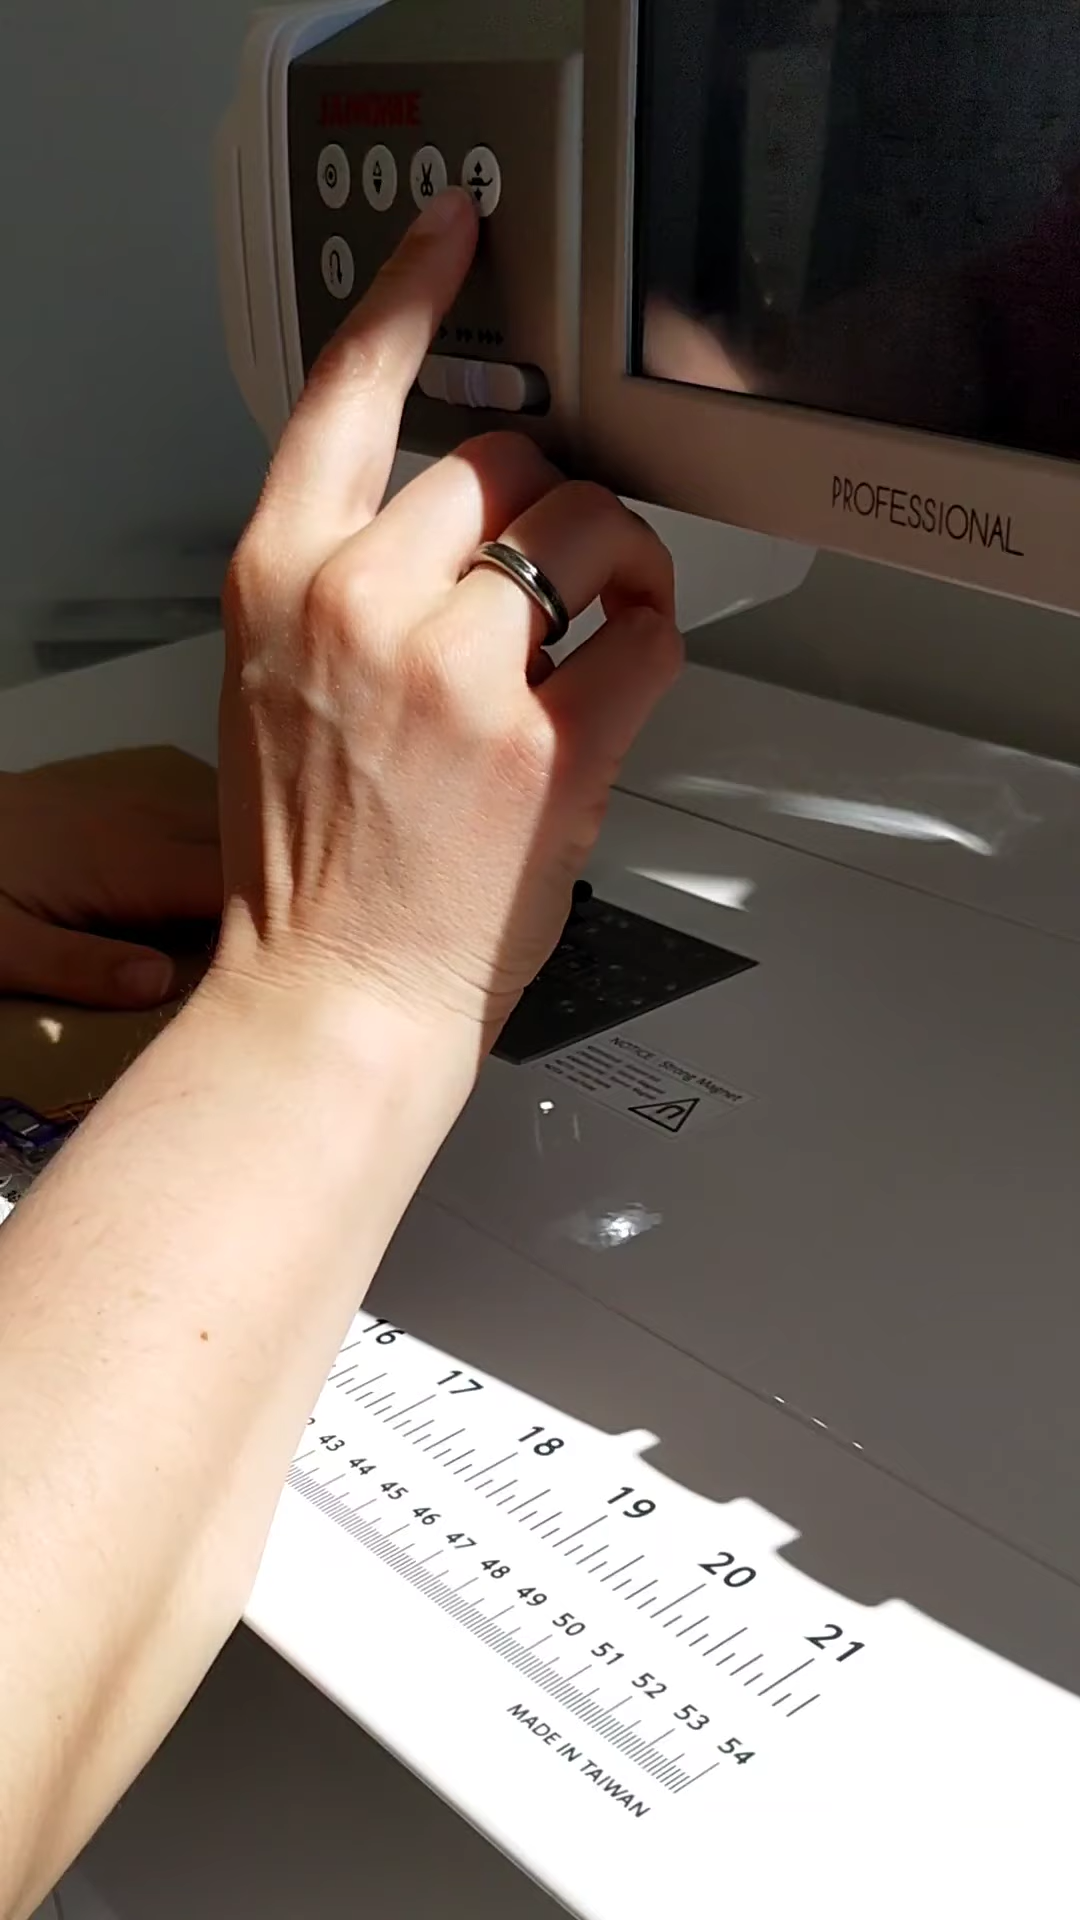 JANOME
PROFESSIONAL
NOTICE : Strong Magnet
16 17 18 19 20 21
43 44 45 46 47 48 49 50 51 52 53 54
MADE IN TAIWAN